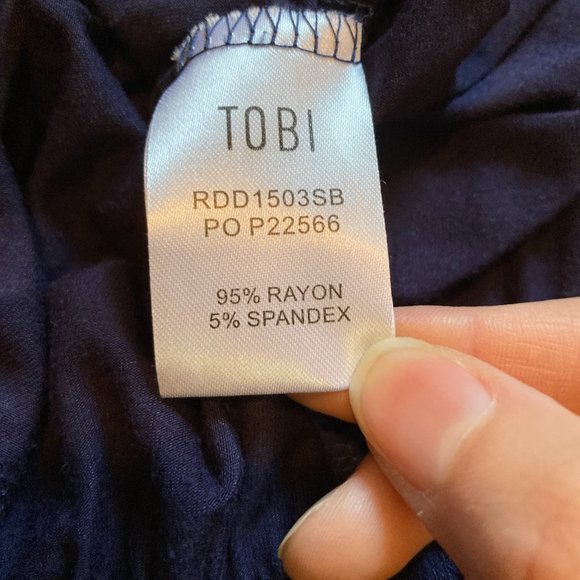 TOBI
RDD1503SB
PO P22566
95% RAYON
5% SPANDEX